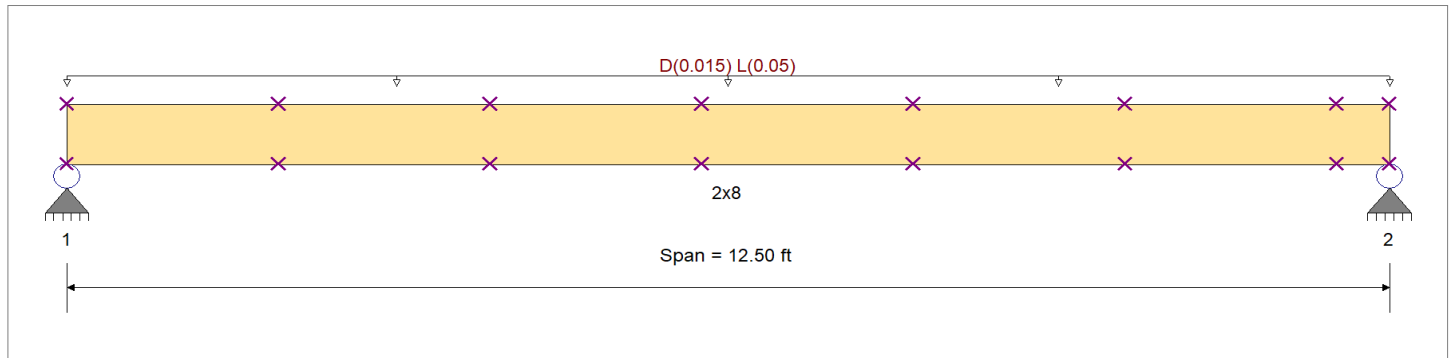 D(0.015) L(0.05)
2x8
1
2
Span = 12.50 ft